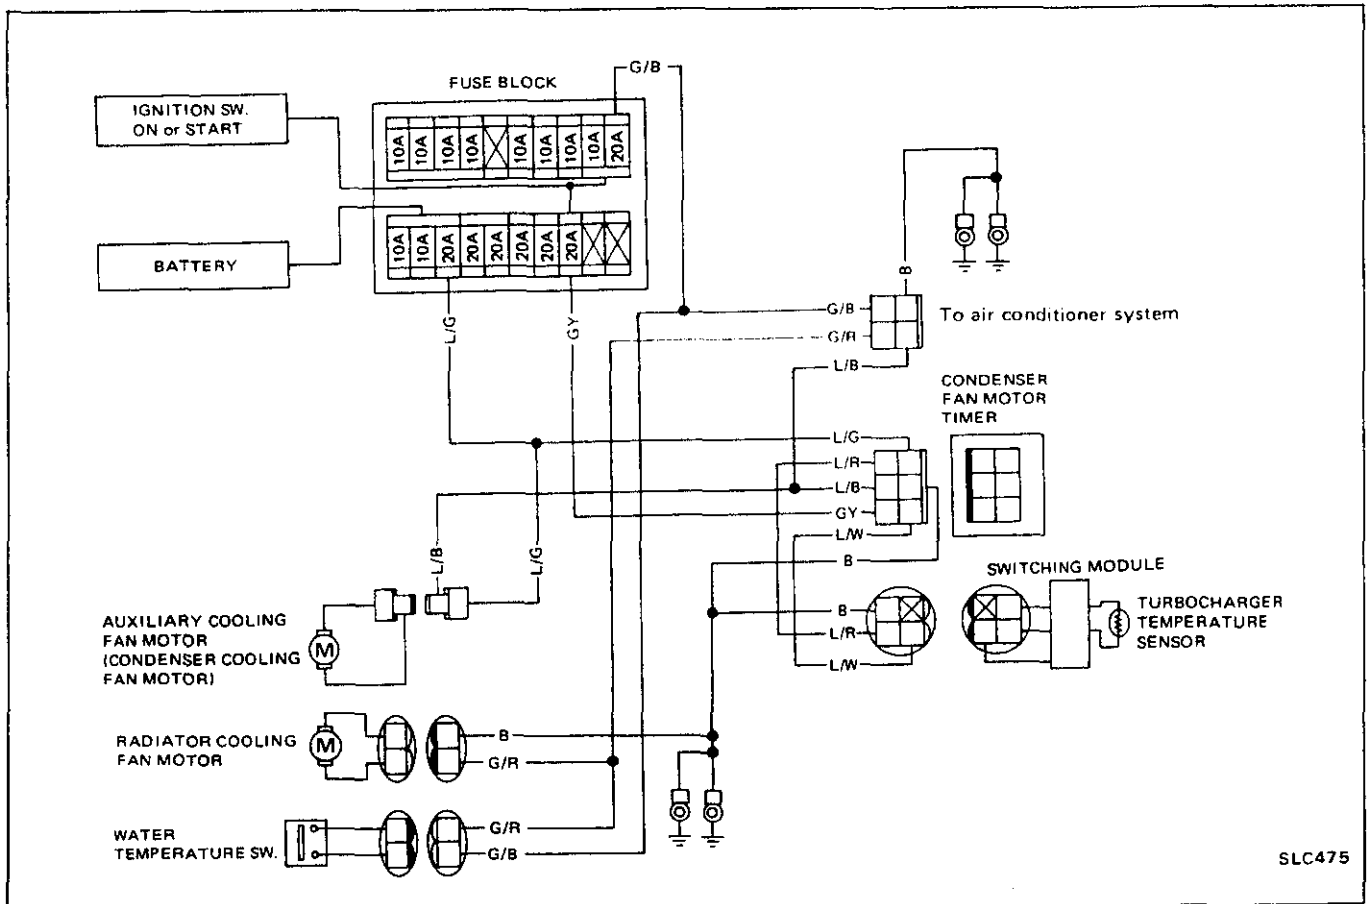 FUSE BLOCK
G/B
IGNITION SW.
ON or START
10A 10A 10A 10A 10A 10A 10A 10A 20A
BATTERY
10A 10A 20A 20A 20A 20A 20A 20A
L/G
GY
B
G/B
To air conditioner system
G/R
L/B
CONDENSER
FAN MOTOR
TIMER
L/G
L/R
L/B
GY
L/W
B
L/B
L/G
SWITCHING MODULE
B
L/R
L/W
TURBOCHARGER
TEMPERATURE
SENSOR
AUXILIARY COOLING
FAN MOTOR
(CONDENSER COOLING
FAN MOTOR)
M
RADIATOR COOLING
FAN MOTOR
M
B
G/R
WATER
TEMPERATURE SW.
G/R
G/B
SLC475